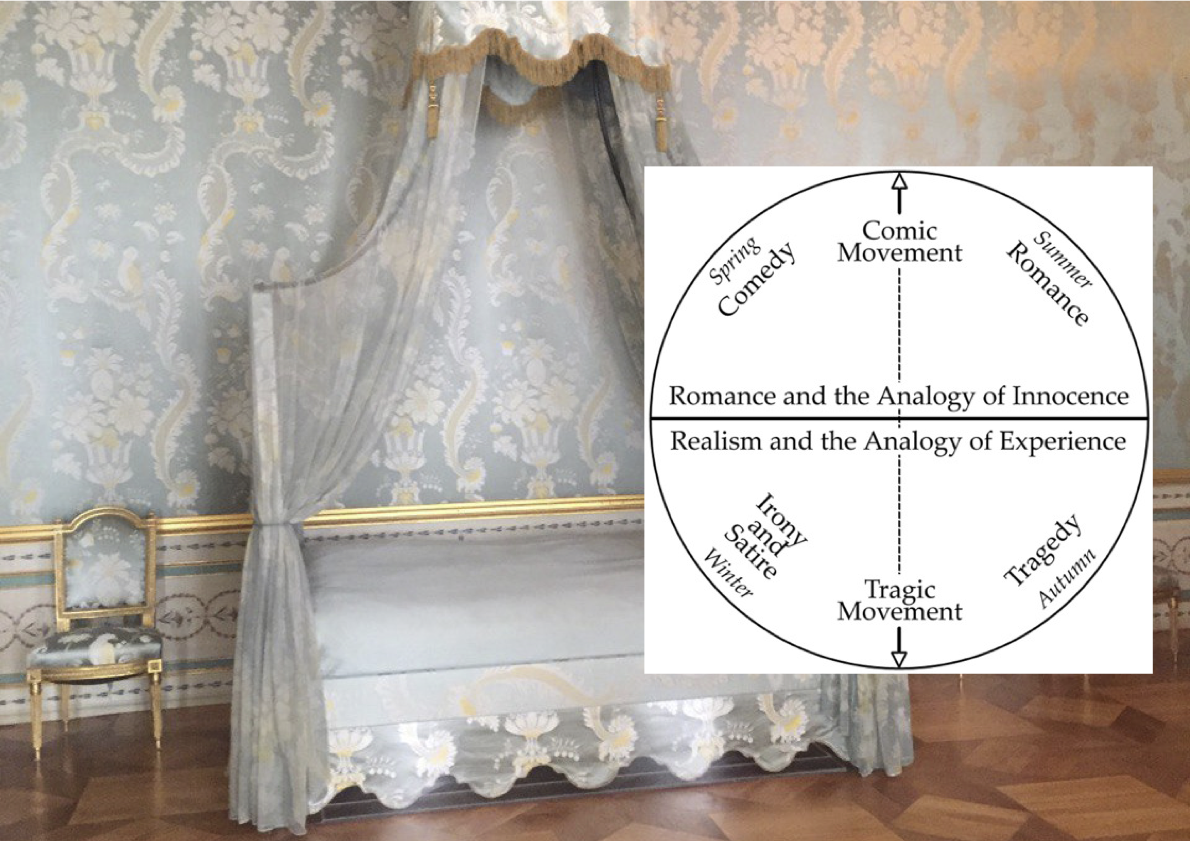 Comic
Movement
Spring
Comedy
Summer
Romance
Romance and the Analogy of Innocence
Realism and the Analogy of Experience
Irony
and
Satire
Winter
Tragedy
Autumn
Tragic
Movement